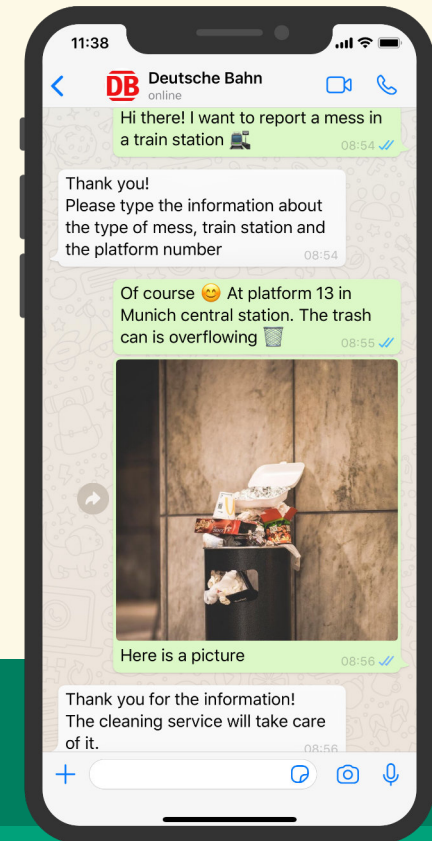 11:38
DB
Deutsche Bahn
online
Hi there! I want to report a mess in
a train station
08:54
Thank you!
Please type the information about
the type of mess, train station and
the platform number
08:54
Of course 😊 At platform 13 in
Munich central station. The trash
can is overflowing 🗑️
08:55
Here is a picture
08:56
Thank you for the information!
The cleaning service will take care
of it.
08:56